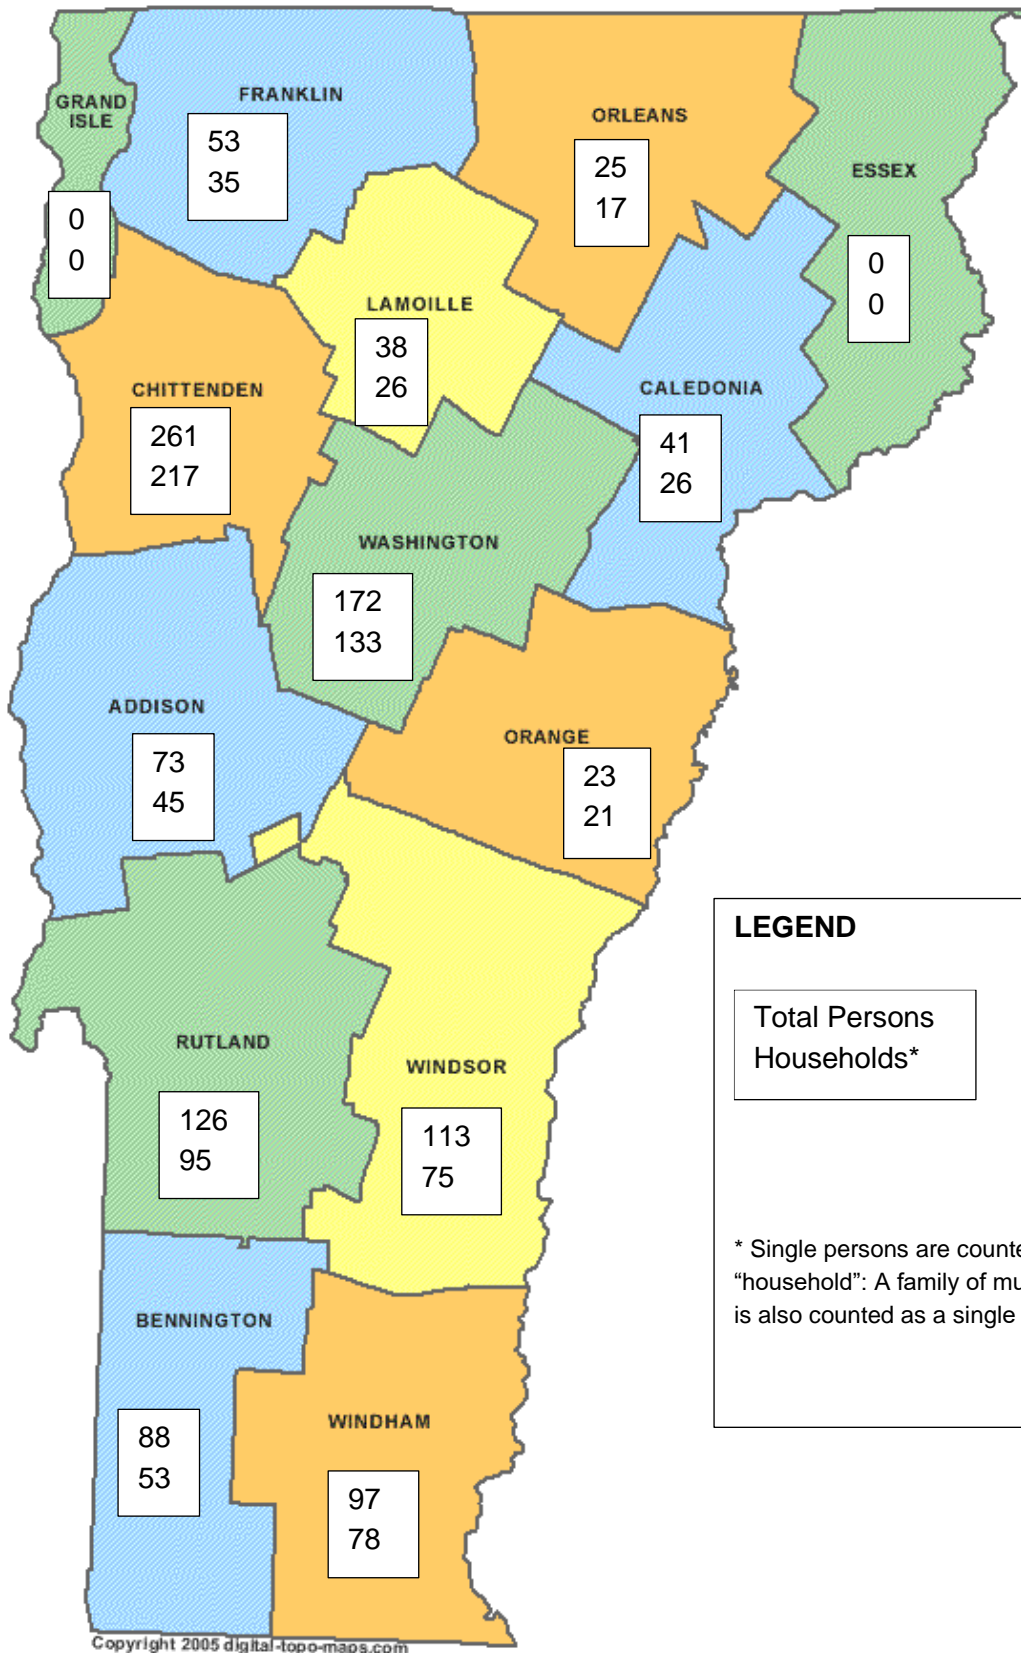 GRAND
ISLE
0
0
FRANKLIN
53
35
ORLEANS
25
17
ESSEX
0
0
LAMOILLE
38
26
CHITTENDEN
261
217
CALEDONIA
41
26
WASHINGTON
172
133
ADDISON
73
45
ORANGE
23
21
RUTLAND
126
95
WINDSOR
113
75
BENNINGTON
88
53
WINDHAM
97
78
LEGEND
Total Persons
Households*
* Single persons are counte
“household”: A family of mu
is also counted as a single
Copyright 2005 digital-topo-maps.com